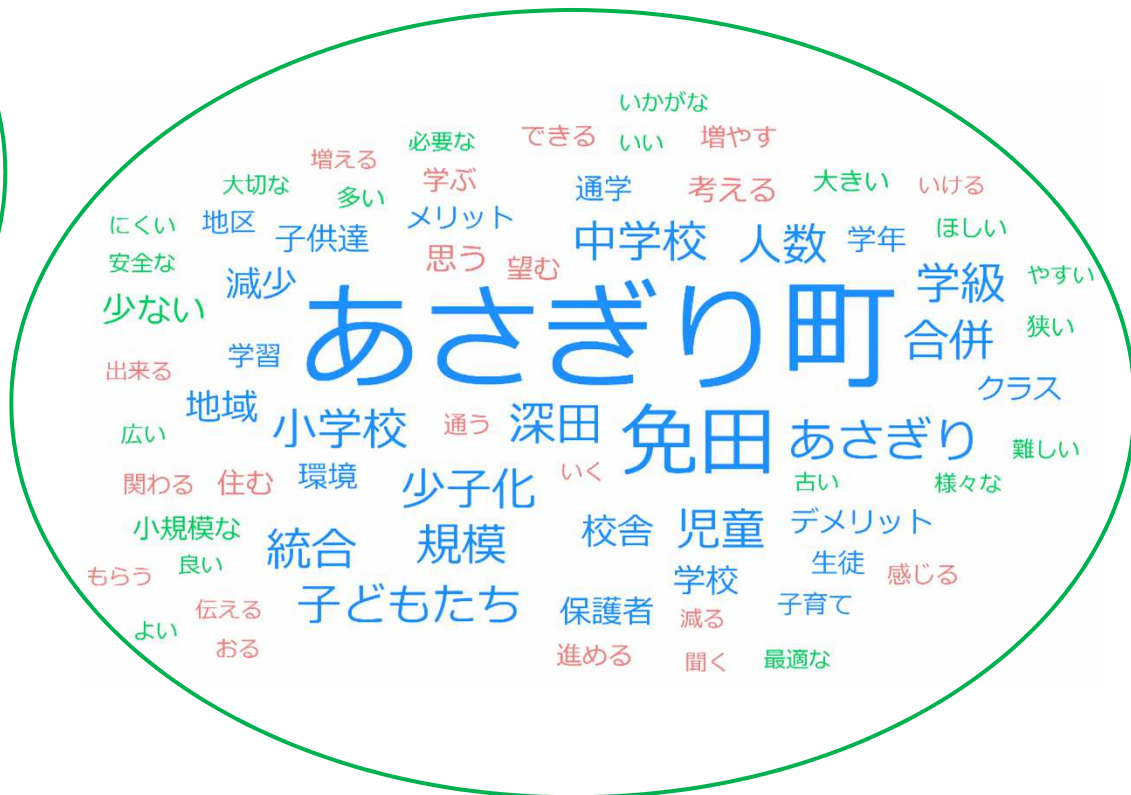 いかがな
必要な できる いい 増やす
増える
大切な 多い 学ぶ 通学 考える 大きい いける
にくい 地区 子供達 メリット 中学校 人数 学年 ほしい
安全な 減少 思う 望む 学級 やすい
少ない あさぎり町 合併 狭い
出来る 学習 クラス
地域 小学校 通う 深田 免田 あさぎり 難しい
広い
関わる 住む 環境 少子化 いく 古い 様々な
小規模な 統合 規模 校舎 児童 デメリット
もらう 良い 学校 生徒 感じる
伝える 子どもたち 保護者 減る 子育て
よい おる 進める 聞く 最適な